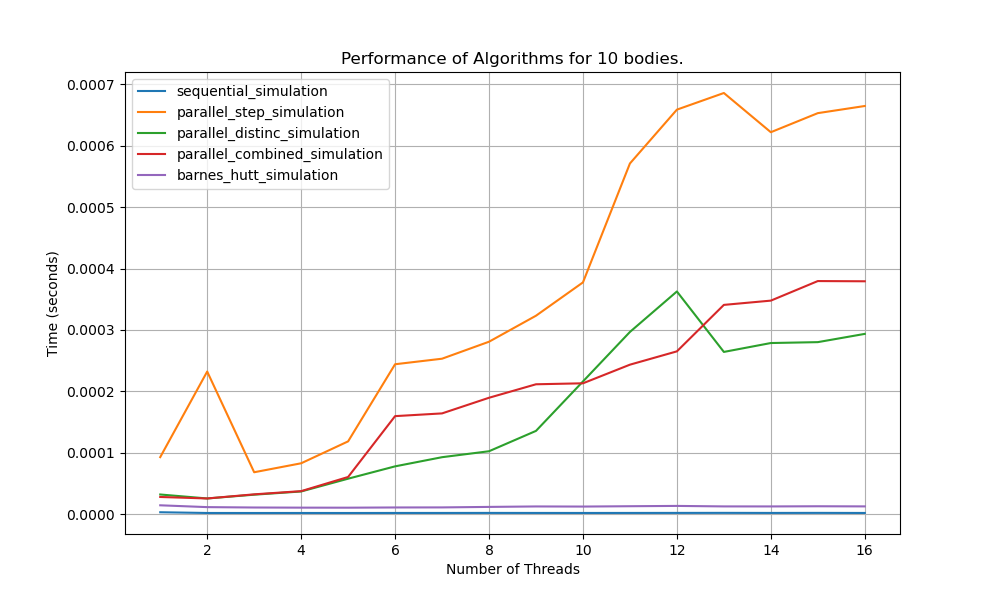 Performance of Algorithms for 10 bodies.
sequential_simulation
parallel_step_simulation
parallel_distinc_simulation
parallel_combined_simulation
barnes_hutt_simulation
Time (seconds)
0.0007
0.0006
0.0005
0.0004
0.0003
0.0002
0.0001
0.0000
2 4 6 8 10 12 14 16
Number of Threads